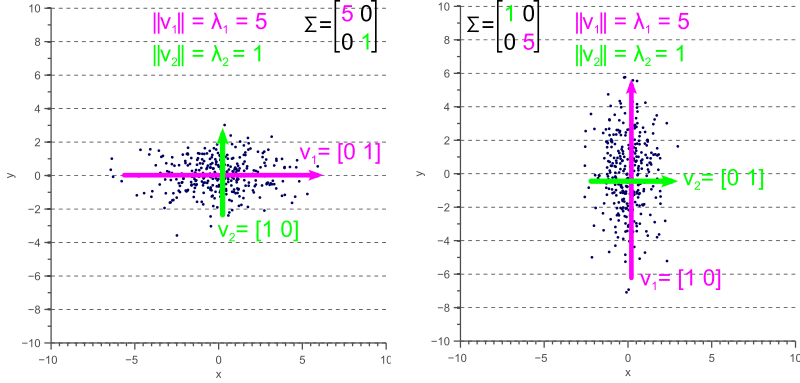 ‖v₁‖ = λ₁ = 5
‖v₂‖ = λ₂ = 1
Σ= [5 0
0 1]
10
8
6
4
2
0
−2
−4
−6
−8
−10
y
v₁= [0 1]
v₂= [1 0]
−10 −5 0 5 10
x
Σ= [1 0
0 5]
‖v₁‖ = λ₁ = 5
‖v₂‖ = λ₂ = 1
10
8
6
4
2
0
−2
−4
−6
−8
−10
y
v₂= [0 1]
v₁= [1 0]
−10 −5 0 5 10
x